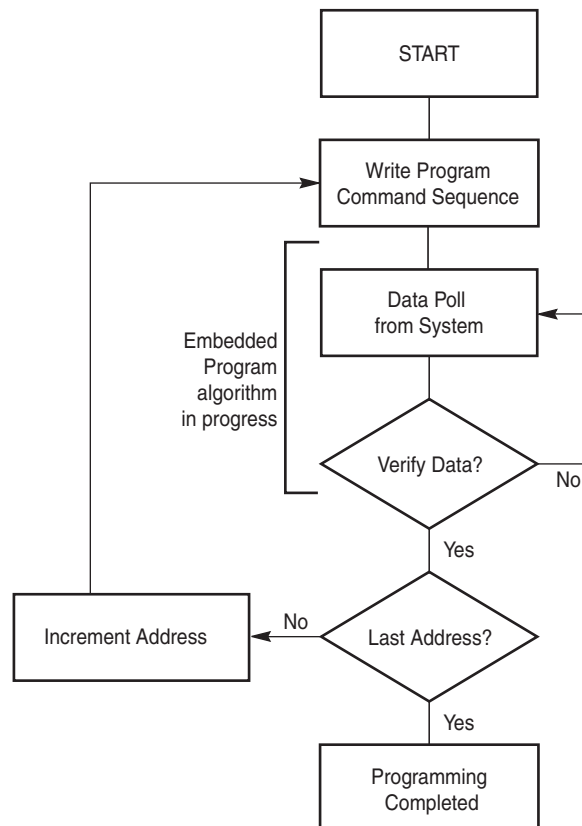 START
Write Program
Command Sequence
Data Poll
from System
Embedded
Program
algorithm
in progress
Verify Data?
No
Yes
Last Address?
No
Increment Address
Yes
Programming
Completed